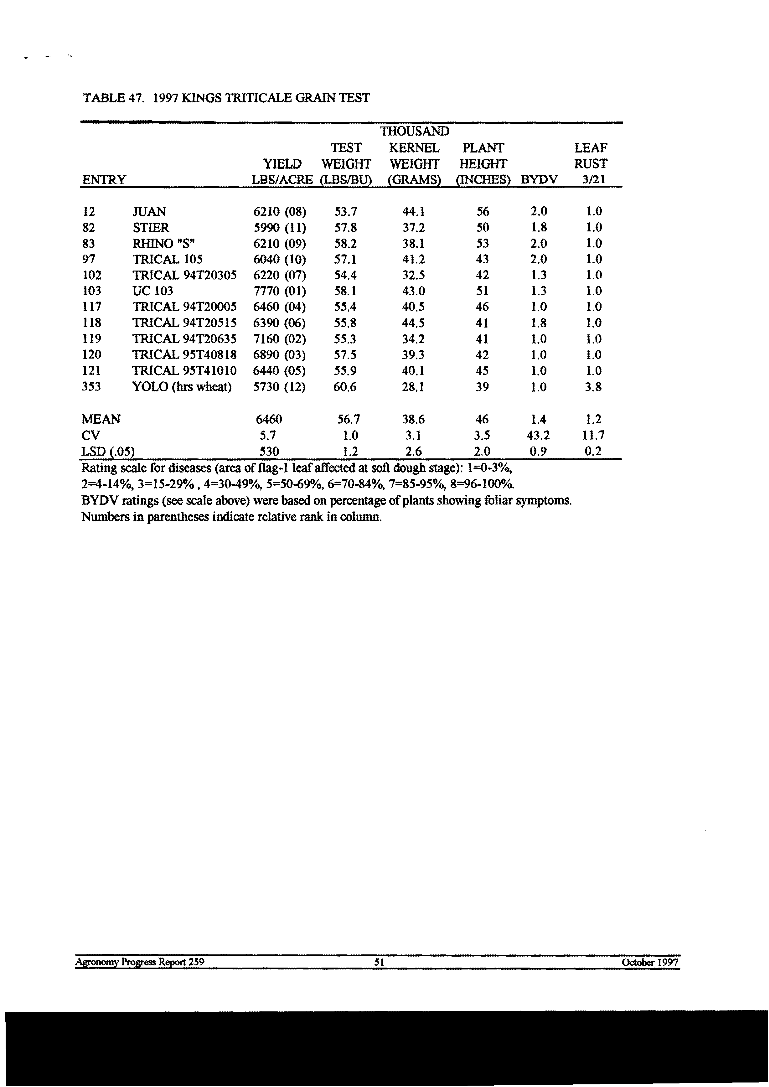 TABLE 47. 1997 KINGS TRITICALE GRAIN TEST
THOUSAND
TEST KERNEL PLANT LEAF
YIELD WEIGHT WEIGHT HEIGHT RUST
ENTRY LBS/ACRE (LBS/BU) (GRAMS) (INCHES) BYDV 3/21
12 JUAN 6210 (08) 53.7 44.1 56 2.0 1.0
82 STIER 5990 (11) 57.8 37.2 50 1.8 1.0
83 RHINO "S" 6210 (09) 58.2 38.1 53 2.0 1.0
97 TRICAL 105 6040 (10) 57.1 41.2 43 2.0 1.0
102 TRICAL 94T20305 6220 (07) 54.4 32.5 42 1.3 1.0
103 UC 103 7770 (01) 58.1 43.0 51 1.3 1.0
117 TRICAL 94T20005 6460 (04) 55.4 40.5 46 1.0 1.0
118 TRICAL 94T20515 6390 (06) 55.8 44.5 41 1.8 1.0
119 TRICAL 94T20635 7160 (02) 55.3 34.2 41 1.0 1.0
120 TRICAL 95T40818 6890 (03) 57.5 39.3 42 1.0 1.0
121 TRICAL 95T41010 6440 (05) 55.9 40.1 45 1.0 1.0
353 YOLO (hrs wheat) 5730 (12) 60.6 28.1 39 1.0 3.8
MEAN 6460 56.7 38.6 46 1.4 1.2
CV 5.7 1.0 3.1 3.5 43.2 11.7
LSD (.05) 530 1.2 2.6 2.0 0.9 0.2
Rating scale for diseases (area of flag-1 leaf affected at soft dough stage): 1=0-3%,
2=4-14%, 3=15-29% , 4=30-49%, 5=50-69%, 6=70-84%, 7=85-95%, 8=96-100%.
BYDV ratings (see scale above) were based on percentage of plants showing foliar symptoms.
Numbers in parentheses indicate relative rank in column.
Agronomy Progress Report 259 51 October 1997